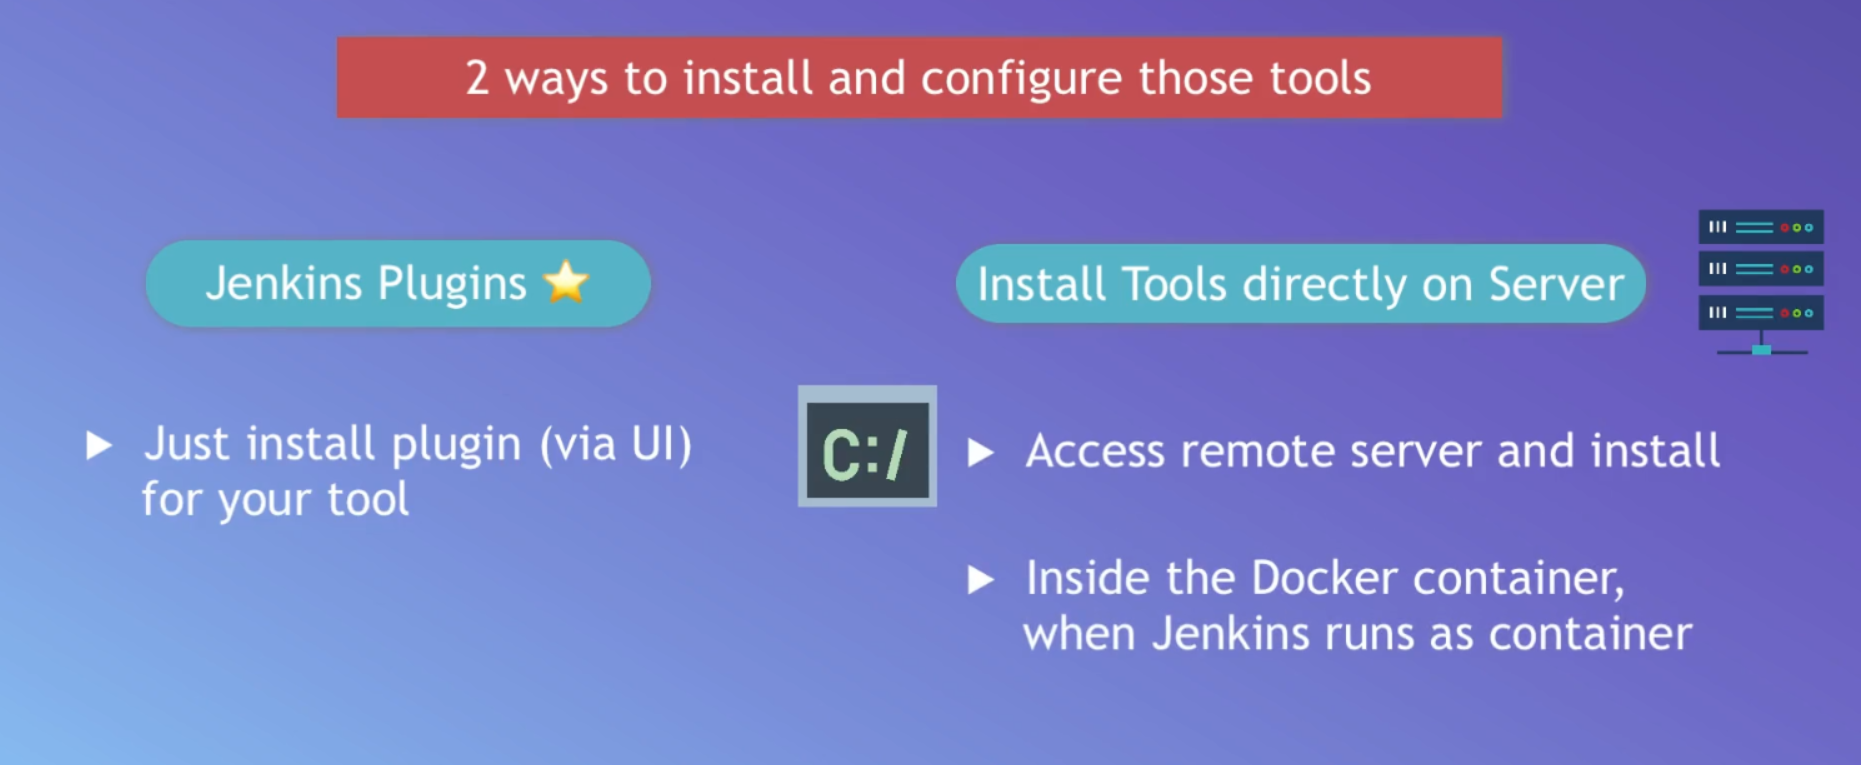 2 ways to install and configure those tools
Jenkins Plugins ⭐
Install Tools directly on Server
Just install plugin (via UI)
for your tool
C:/
Access remote server and install
Inside the Docker container,
when Jenkins runs as container